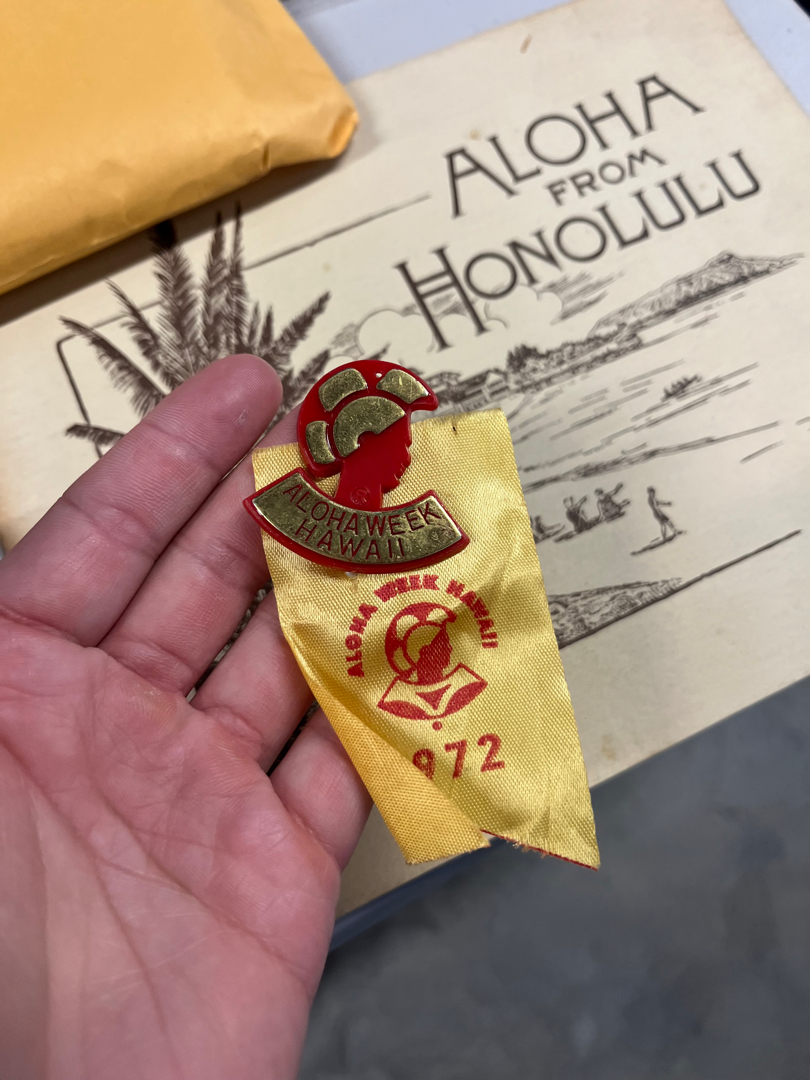 ALOHA
FROM
HONOLULU
ALOHA WEEK
HAWAII
ALOHA WEEK HAWAII
972